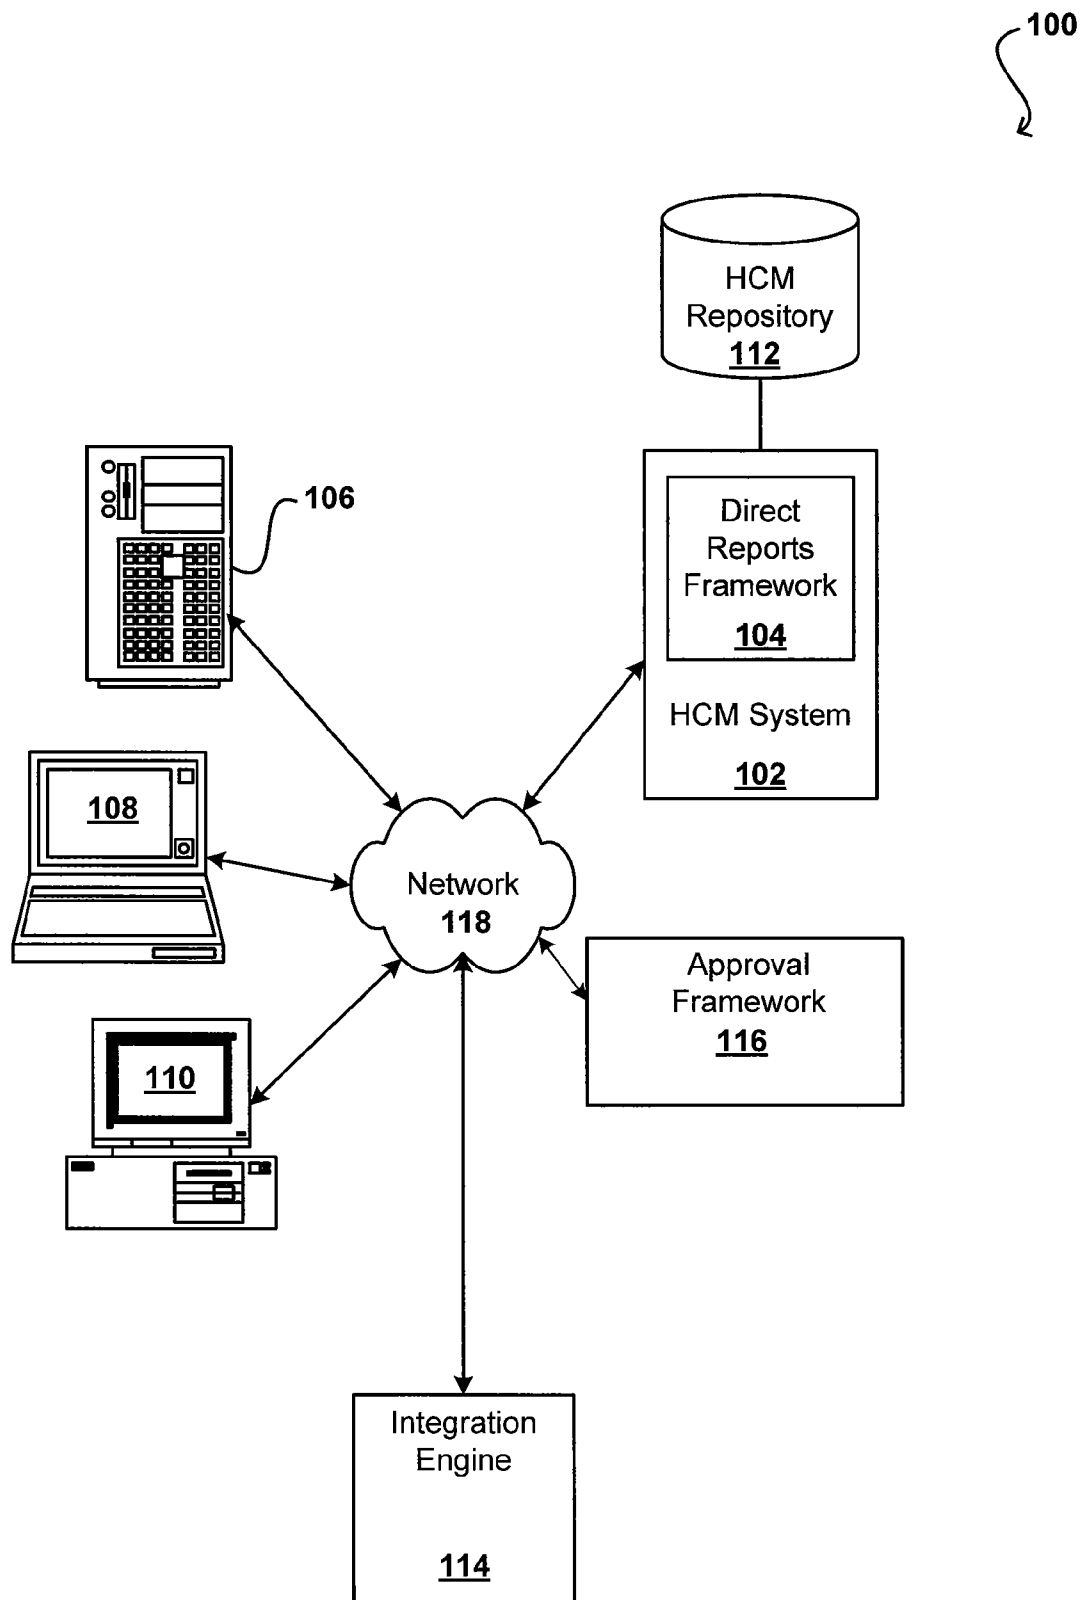 100
HCM
Repository
112
106
Direct
Reports
Framework
104
HCM System
102
108
Network
118
Approval
Framework
116
110
Integration
Engine
114